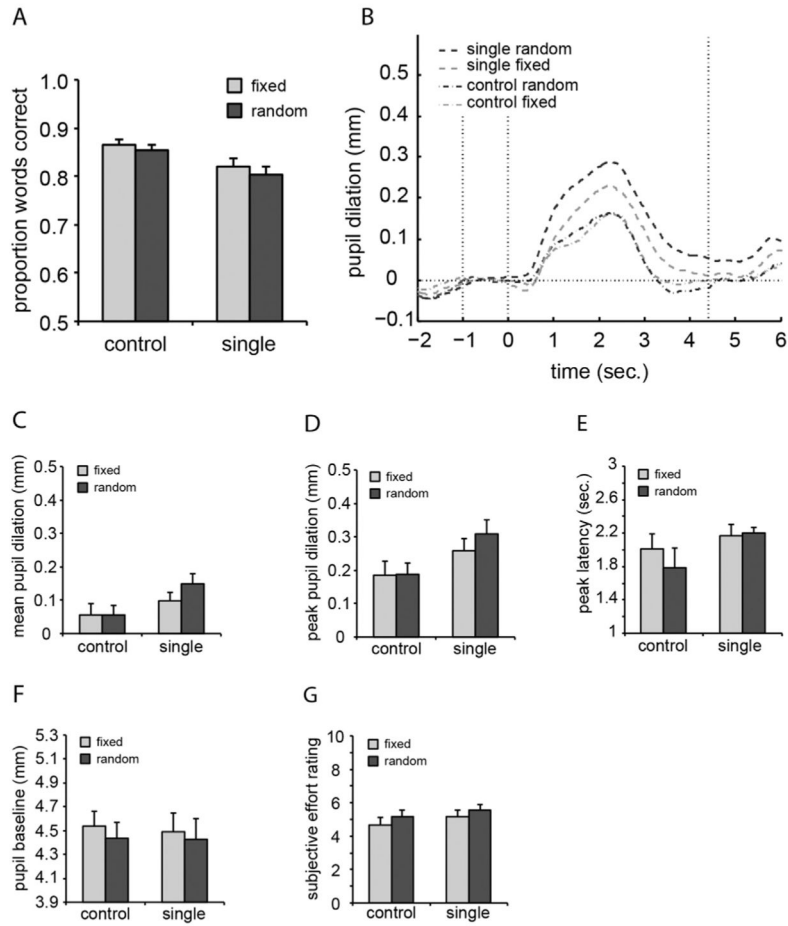 A
proportion words correct
1.0
0.9
0.8
0.7
0.6
0.5
fixed
random
control single
B
pupil dilation (mm)
0.5
0.4
0.3
0.2
0.1
0
−0.1
single random
single fixed
control random
control fixed
−2 −1 0 1 2 3 4 5 6
time (sec.)
C
mean pupil dilation (mm)
0.5
0.4
0.3
0.2
0.1
0
fixed
random
control single
D
peak pupil dilation (mm)
0.5
0.4
0.3
0.2
0.1
0
fixed
random
control single
E
peak latency (sec.)
3
2.6
2.2
1.8
1.4
1
fixed
random
control single
F
pupil baseline (mm)
5.3
5.1
4.9
4.7
4.5
4.3
4.1
3.9
fixed
random
control single
G
subjective effort rating
10
8
6
4
2
0
fixed
random
control single